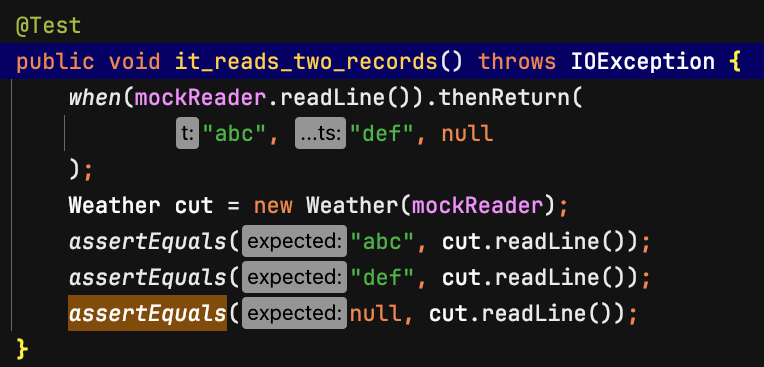 @Test
public void it_reads_two_records() throws IOException {
when(mockReader.readLine()).thenReturn(
t: "abc", ...ts: "def", null
);
Weather cut = new Weather(mockReader);
assertEquals( expected: "abc", cut.readLine());
assertEquals( expected: "def", cut.readLine());
assertEquals( expected: null, cut.readLine());
}